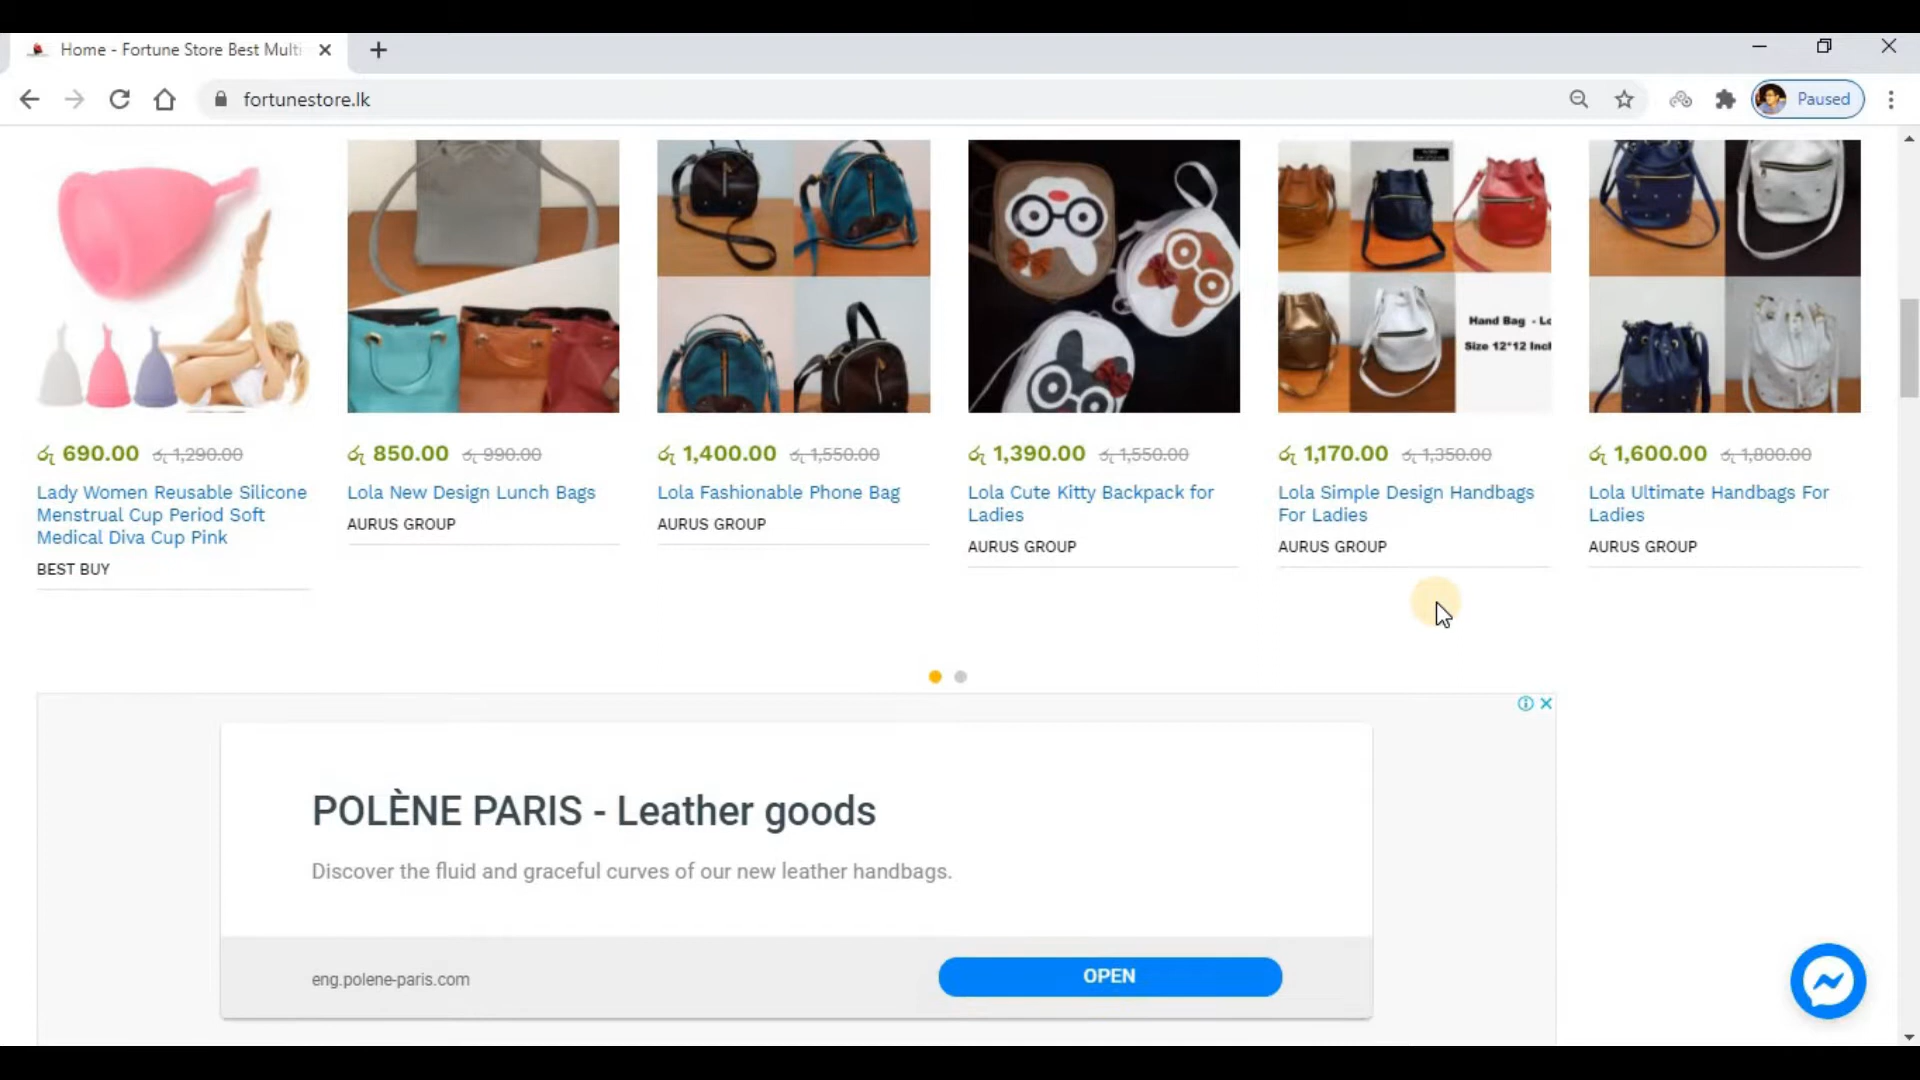 Home - Fortune Store Best Multi
fortunestore.lk
Paused
Hand Bag - Lo
Size 12*12 Incl
රු 690.00 රු 1,290.00
Lady Women Reusable Silicone
Menstrual Cup Period Soft
Medical Diva Cup Pink
BEST BUY
රු 850.00 රු 990.00
Lola New Design Lunch Bags
AURUS GROUP
රු 1,400.00 රු 1,550.00
Lola Fashionable Phone Bag
AURUS GROUP
රු 1,390.00 රු 1,550.00
Lola Cute Kitty Backpack for
Ladies
AURUS GROUP
රු 1,170.00 රු 1,350.00
Lola Simple Design Handbags
For Ladies
AURUS GROUP
රු 1,600.00 රු 1,800.00
Lola Ultimate Handbags For
Ladies
AURUS GROUP
POLÈNE PARIS - Leather goods
Discover the fluid and graceful curves of our new leather handbags.
eng.polene-paris.com
OPEN